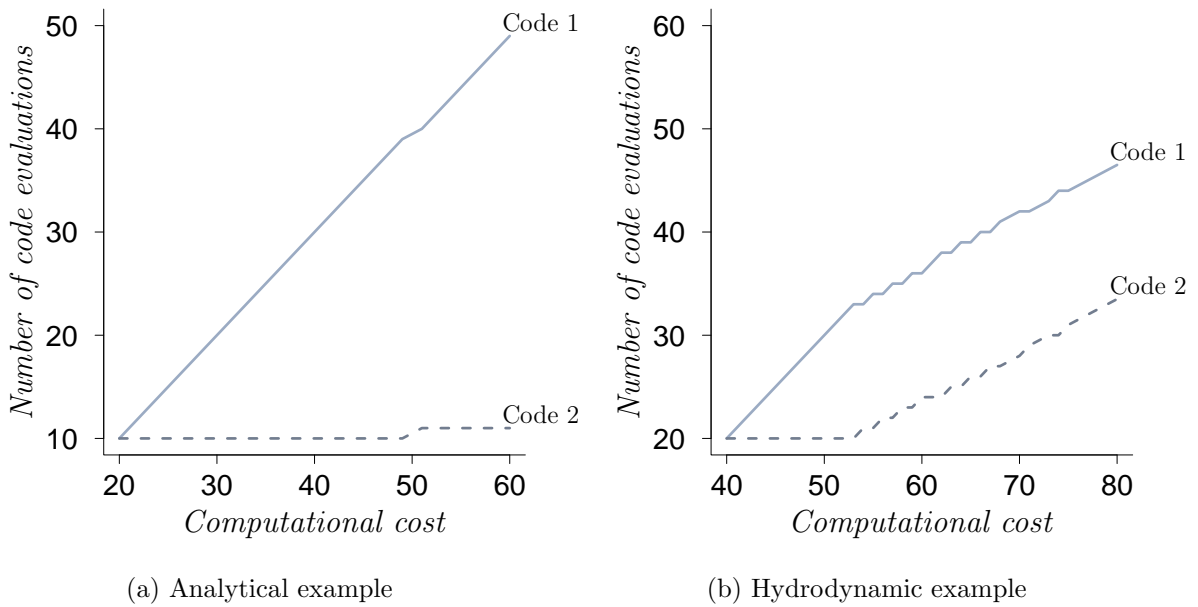 Number of code evaluations
50
40
30
20
10
Code 1
Code 2
20 30 40 50 60
Computational cost
(a) Analytical example
Number of code evaluations
60
50
40
30
20
Code 1
Code 2
40 50 60 70 80
Computational cost
(b) Hydrodynamic example